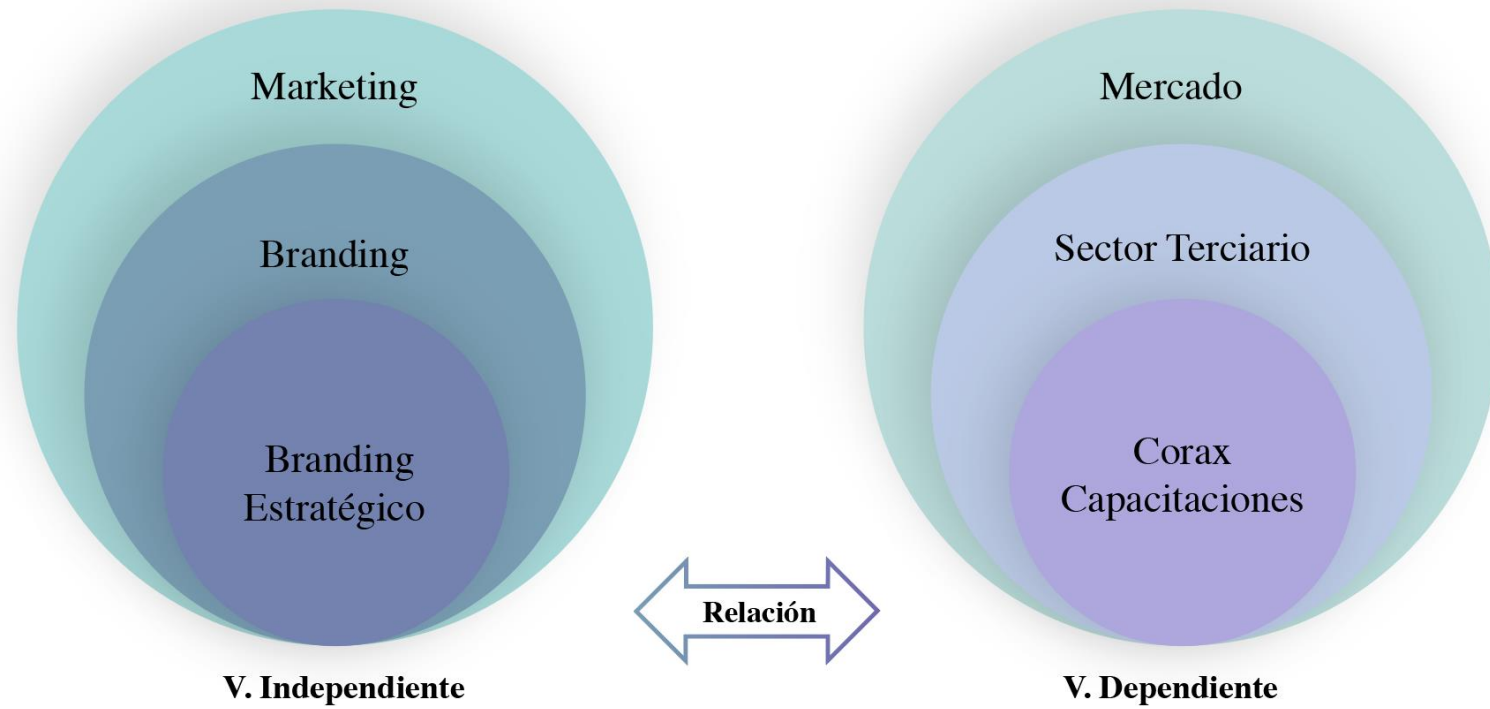 Marketing
Branding
Branding
Estratégico
V. Independiente
Relación
Mercado
Sector Terciario
Corax
Capacitaciones
V. Dependiente